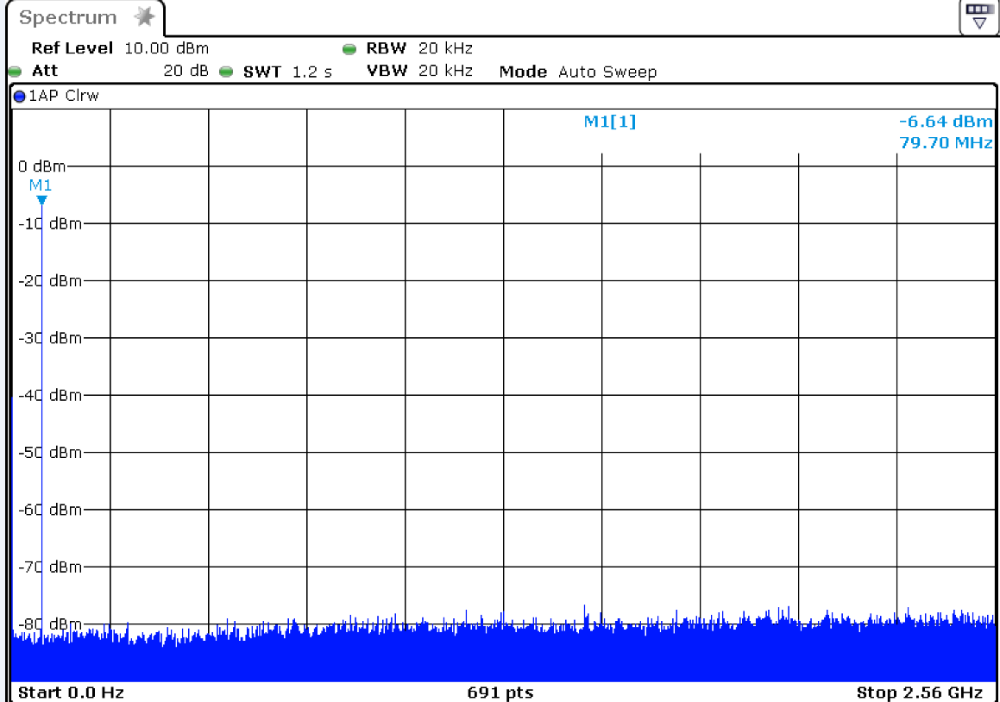 Spectrum
Ref Level 10.00 dBm RBW 20 kHz
Att 20 dB SWT 1.2 s VBW 20 kHz Mode Auto Sweep
1AP Clrw
M1[1] -6.64 dBm
79.70 MHz
0 dBm
M1
-10 dBm
-20 dBm
-30 dBm
-40 dBm
-50 dBm
-60 dBm
-70 dBm
-80 dBm
Start 0.0 Hz 691 pts Stop 2.56 GHz